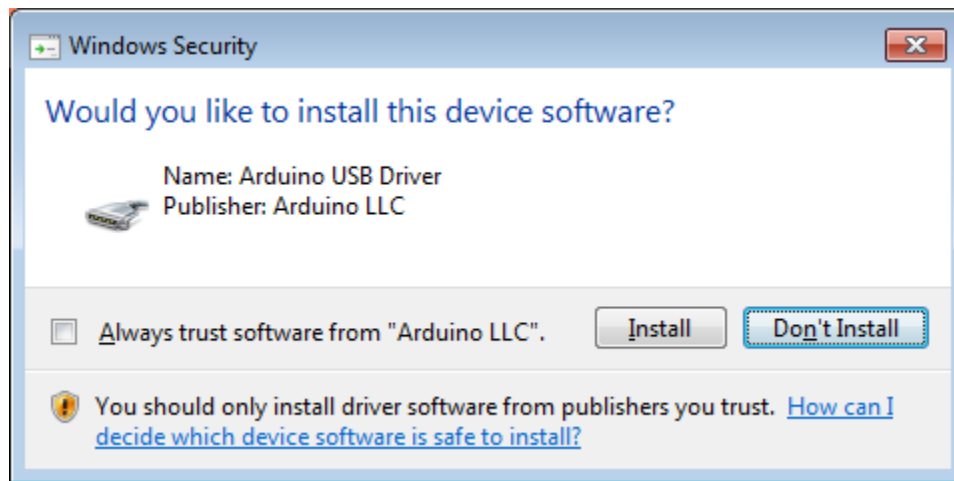 Windows Security
Would you like to install this device software?
Name: Arduino USB Driver
Publisher: Arduino LLC
Always trust software from "Arduino LLC".
Install
Don't Install
You should only install driver software from publishers you trust. How can I
decide which device software is safe to install?